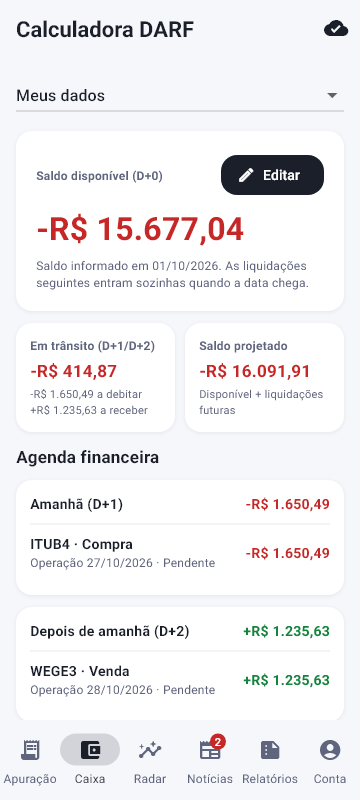 Calculadora DARF
Meus dados
Saldo disponível (D+0)
Editar
-R$ 15.677,04
Saldo informado em 01/10/2026. As liquidações
seguintes entram sozinhas quando a data chega.
Em trânsito (D+1/D+2)
-R$ 414,87
-R$ 1.650,49 a debitar
+R$ 1.235,63 a receber
Saldo projetado
-R$ 16.091,91
Disponível + liquidações
futuras
Agenda financeira
Amanhã (D+1)
-R$ 1.650,49
ITUB4 · Compra
Operação 27/10/2026 · Pendente
-R$ 1.650,49
Depois de amanhã (D+2)
+R$ 1.235,63
WEGE3 · Venda
Operação 28/10/2026 · Pendente
+R$ 1.235,63
2
Apuração
Caixa
Radar
Notícias
Relatórios
Conta